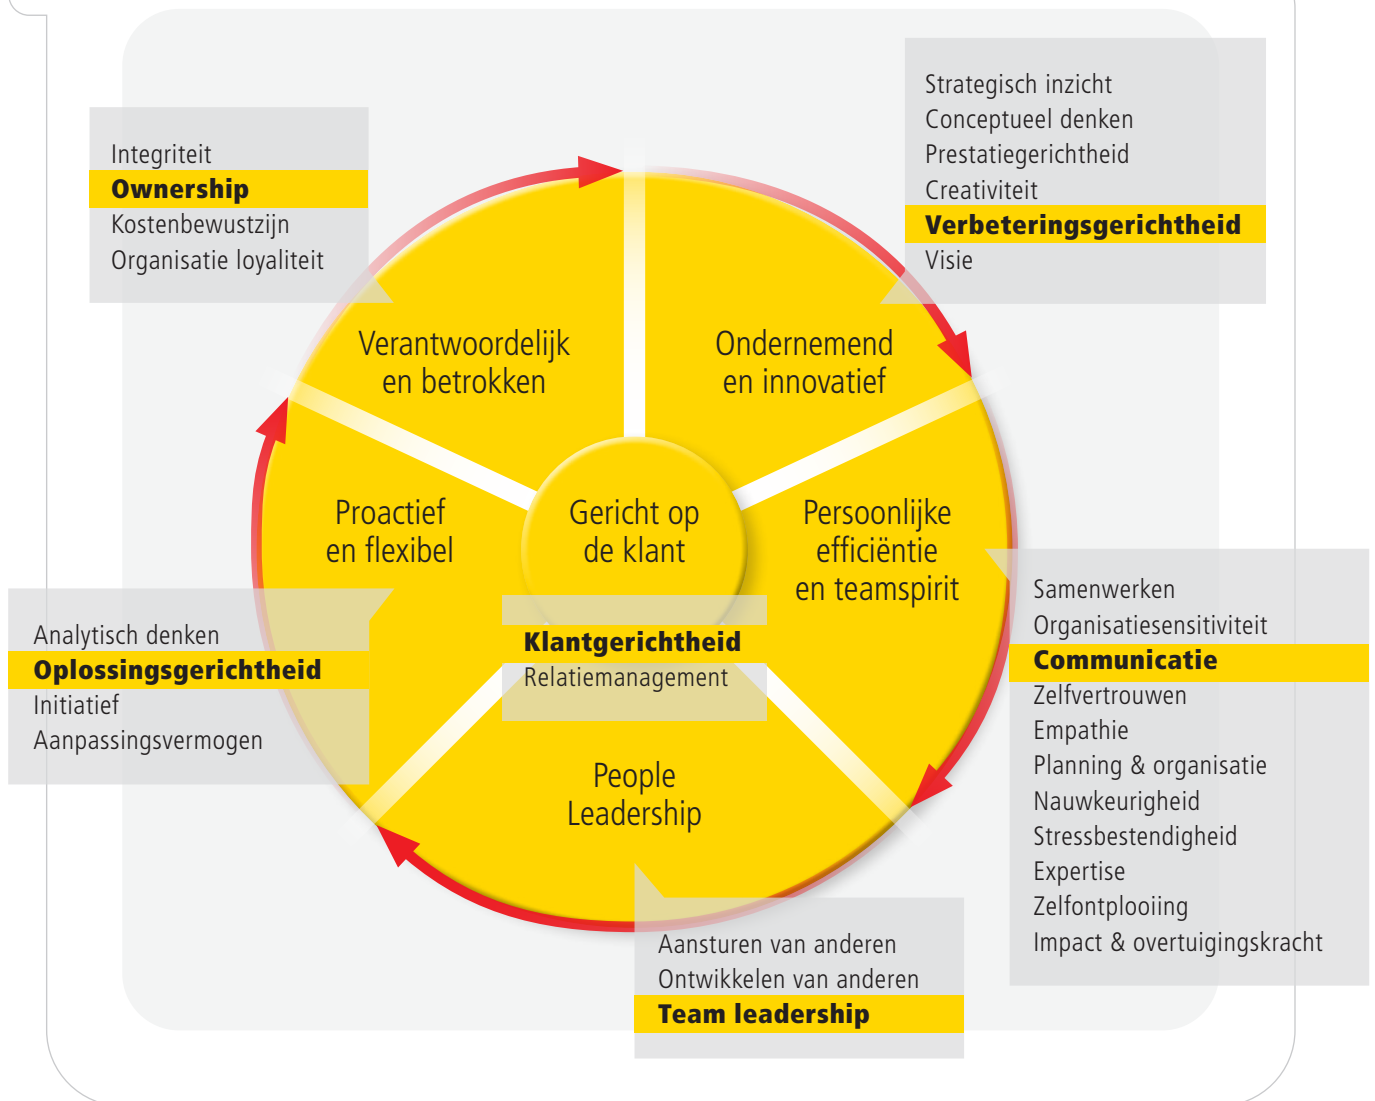 Strategisch inzicht
Conceptueel denken
Prestatiegerichtheid
Creativiteit
Verbeteringsgerichtheid
Visie
Integriteit
Ownership
Kostenbewustzijn
Organisatie loyaliteit
Verantwoordelijk
en betrokken
Ondernemend
en innovatief
Proactief
en flexibel
Gericht op
de klant
Persoonlijke
efficiëntie
en teamspirit
Klantgerichtheid
Relatiemanagement
Analytisch denken
Oplossingsgerichtheid
Initiatief
Aanpassingsvermogen
Samenwerken
Organisatiesensitiviteit
Communicatie
Zelfvertrouwen
Empathie
Planning & organisatie
Nauwkeurigheid
Stressbestendigheid
Expertise
Zelfontplooiing
Impact & overtuigingskracht
People
Leadership
Aansturen van anderen
Ontwikkelen van anderen
Team leadership